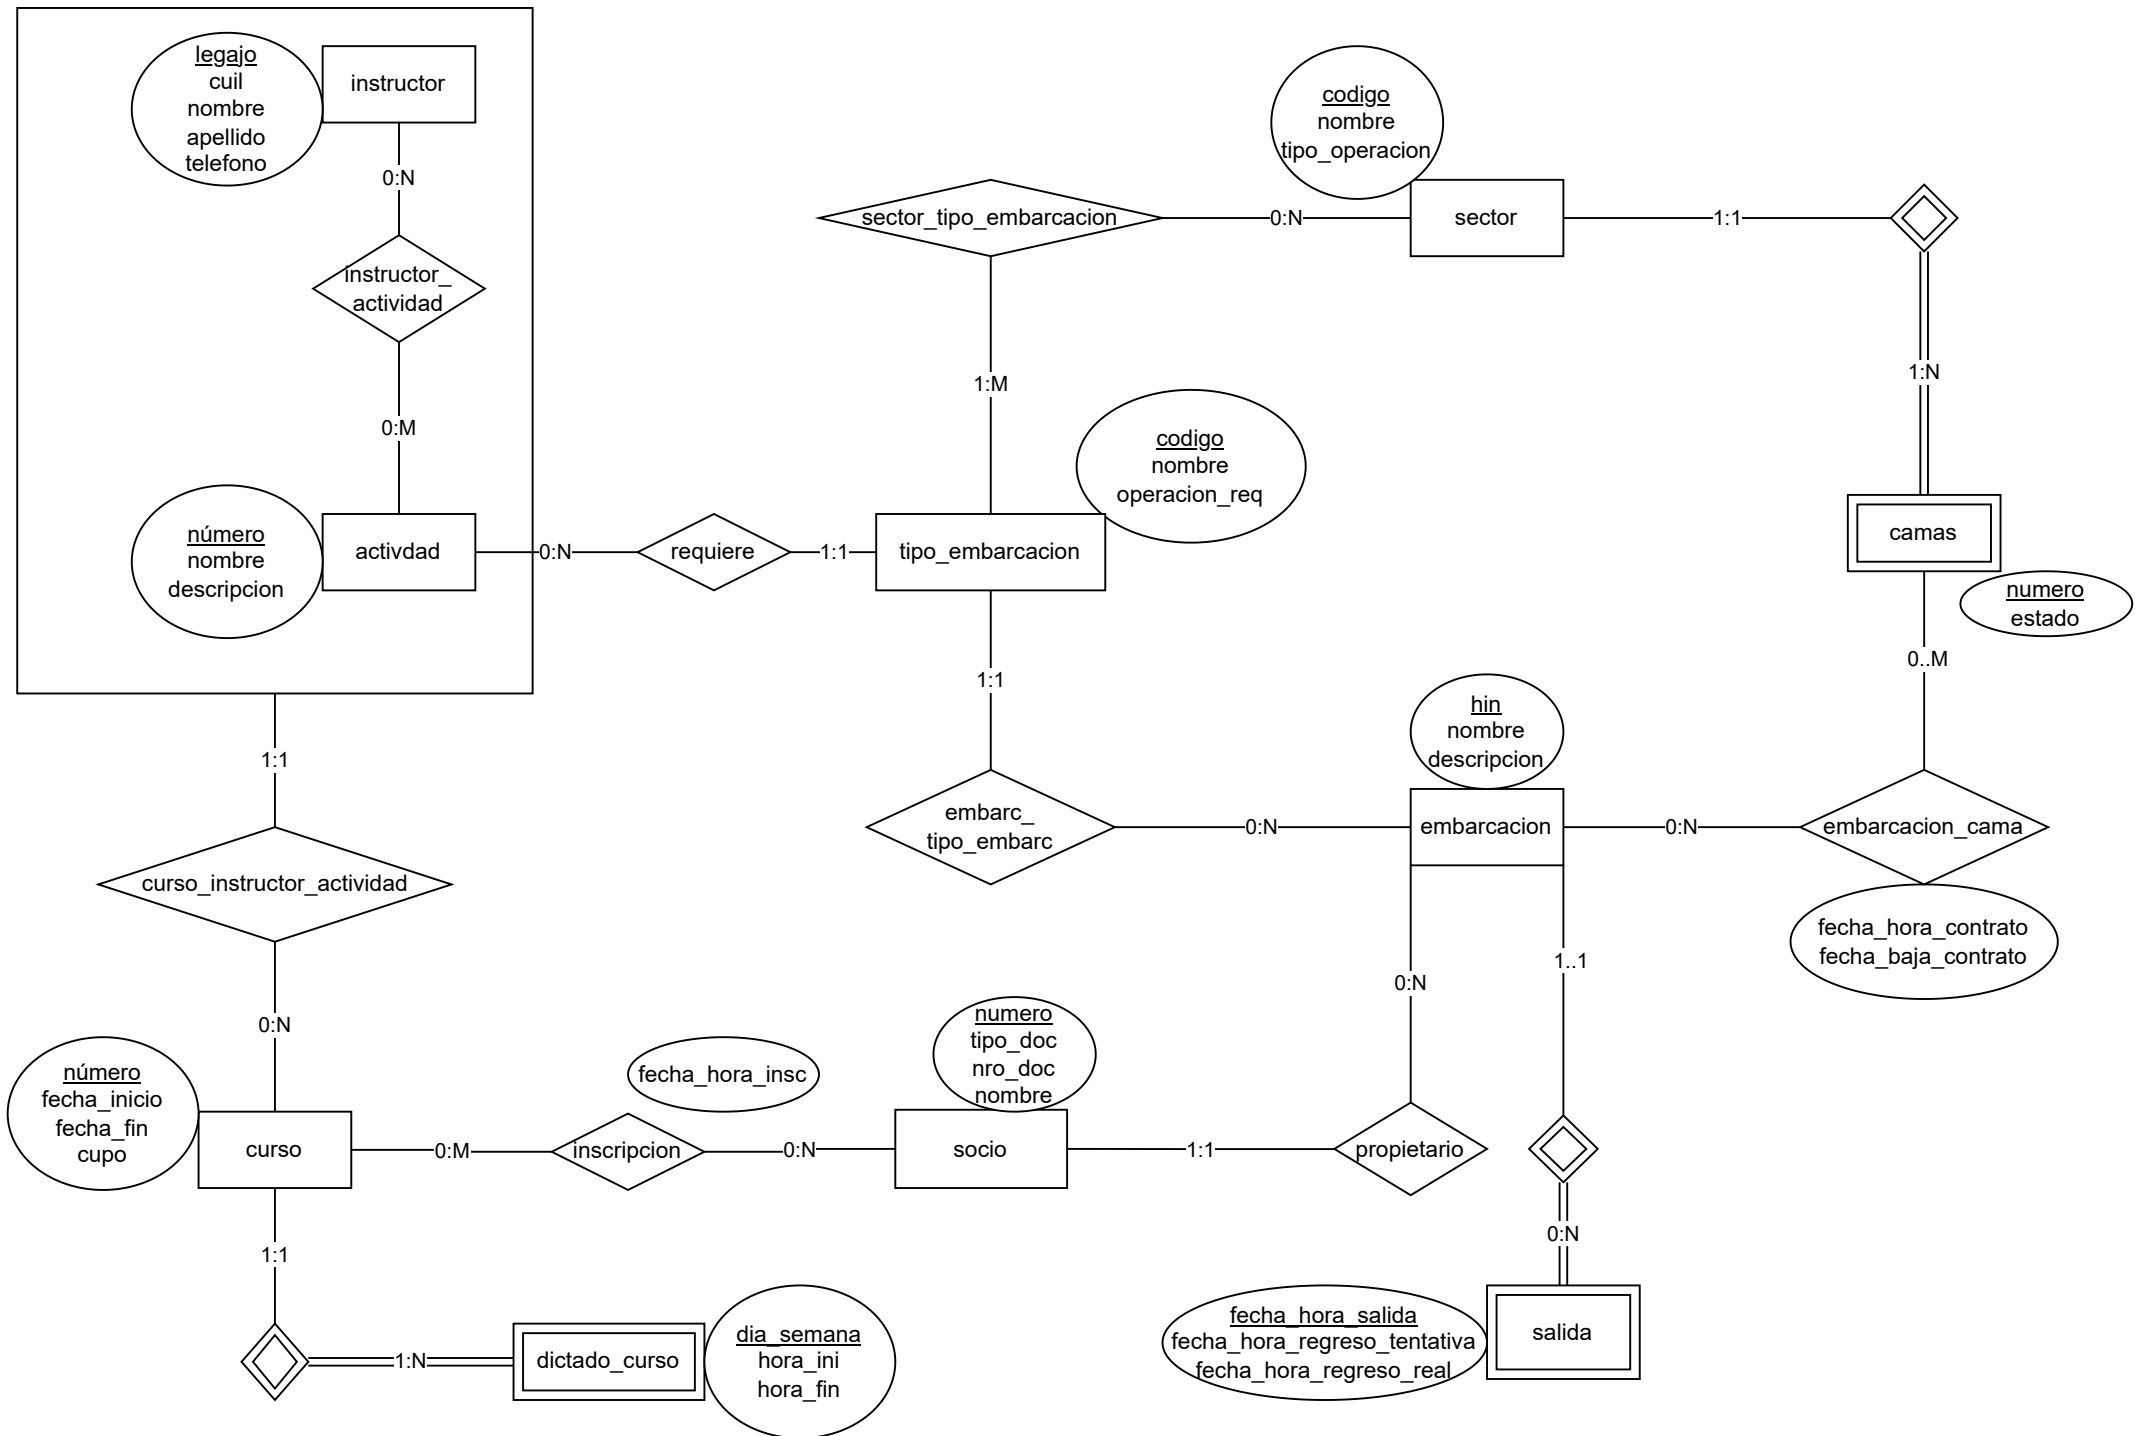 legajo
cuil
nombre
apellido
telefono
instructor
0:N
instructor_
actividad
0:M
número
nombre
descripcion
activdad
0:N
requiere
1:1
tipo_embarcacion
codigo
nombre
operacion_req
1:M
sector_tipo_embarcacion
0:N
codigo
nombre
tipo_operacion
sector
1:1
1:N
camas
numero
estado
0..M
embarcacion_cama
fecha_hora_contrato
fecha_baja_contrato
0:N
hin
nombre
descripcion
embarcacion
0:N
embarc_
tipo_embarc
1:1
1:1
curso_instructor_actividad
0:N
número
fecha_inicio
fecha_fin
cupo
curso
0:M
inscripcion
fecha_hora_insc
0:N
numero
tipo_doc
nro_doc
nombre
socio
1:1
propietario
0:N
1..1
0:N
salida
fecha_hora_salida
fecha_hora_regreso_tentativa
fecha_hora_regreso_real
1:1
1:N
dictado_curso
dia_semana
hora_ini
hora_fin